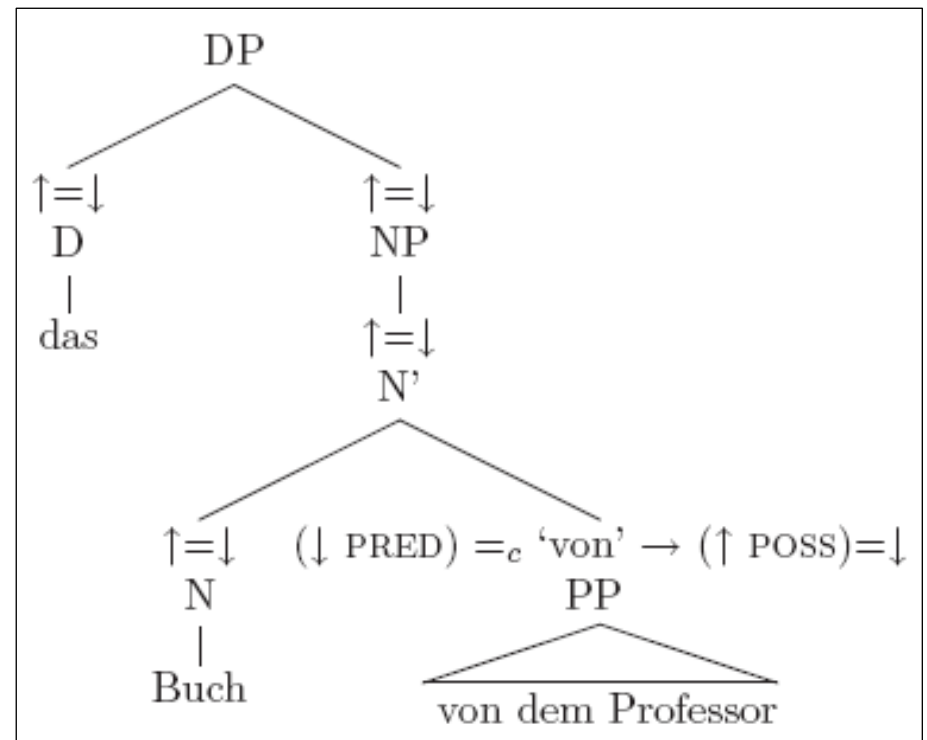 DP
↑=↓ ↑=↓
D NP
das ↑=↓
N’
↑=↓ (↓ PRED) =c ‘von’ → (↑ POSS)=↓
N PP
Buch
von dem Professor